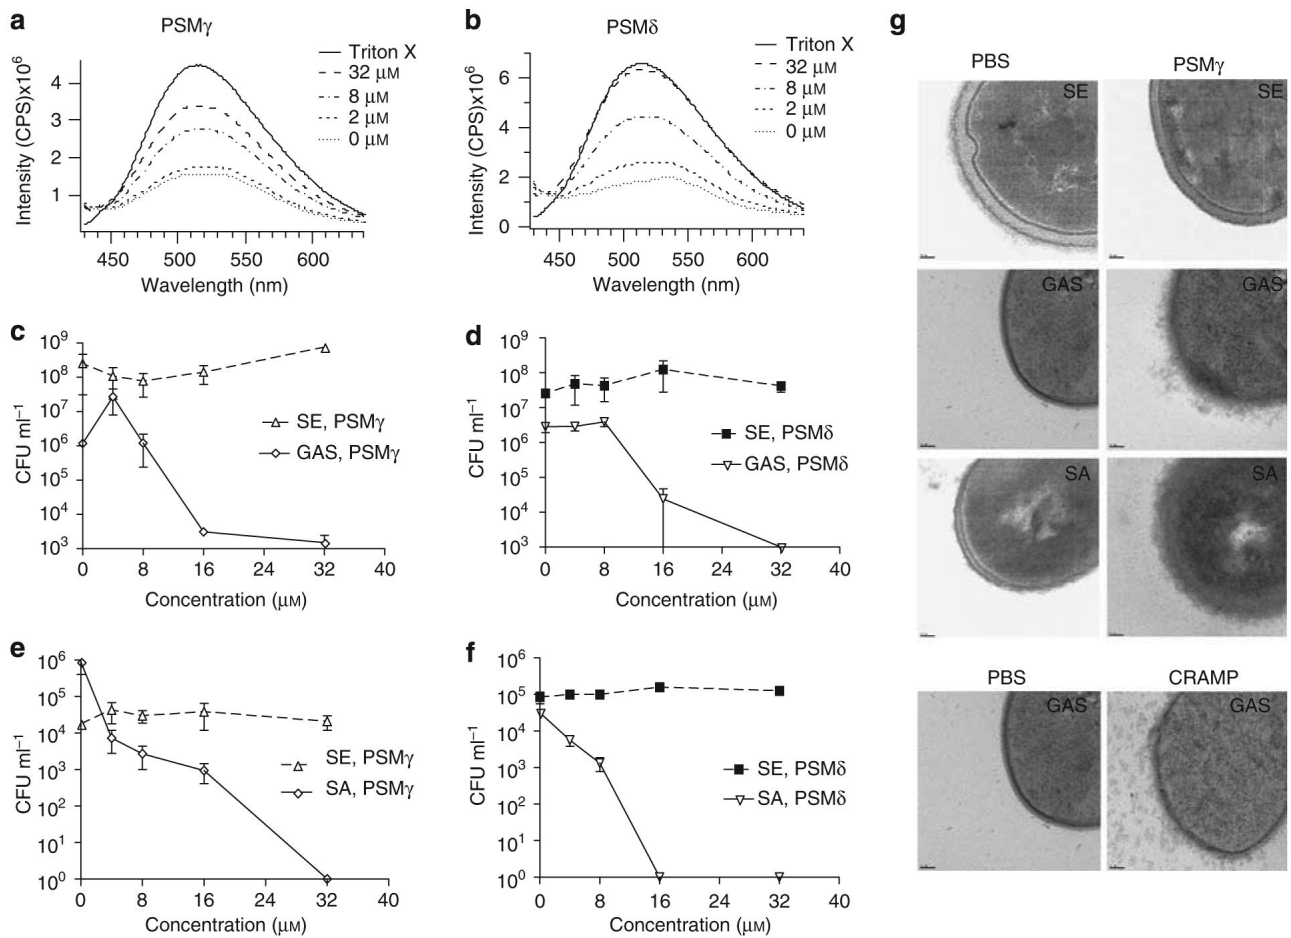 a
PSMγ
Triton X
32 μM
8 μM
2 μM
0 μM
Intensity (CPS)x10⁶
4
3
2
1
450 500 550 600
Wavelength (nm)
b
PSMδ
Triton X
32 μM
8 μM
2 μM
0 μM
Intensity (CPS)x10⁶
6
4
2
0
450 500 550 600
Wavelength (nm)
c
CFU ml⁻¹
10⁹
10⁸
10⁷
10⁶
10⁵
10⁴
10³
SE, PSMγ
GAS, PSMγ
0 8 16 24 32 40
Concentration (μM)
d
CFU ml⁻¹
10⁹
10⁸
10⁷
10⁶
10⁵
10⁴
10³
SE, PSMδ
GAS, PSMδ
0 8 16 24 32 40
Concentration (μM)
e
CFU ml⁻¹
10⁶
10⁵
10⁴
10³
10²
10¹
10⁰
SE, PSMγ
SA, PSMγ
0 8 16 24 32 40
Concentration (μM)
f
CFU ml⁻¹
10⁶
10⁵
10⁴
10³
10²
10¹
10⁰
SE, PSMδ
SA, PSMδ
0 8 16 24 32 40
Concentration (μM)
g
PBS PSMγ
SE SE
GAS GAS
SA SA
PBS CRAMP
GAS GAS